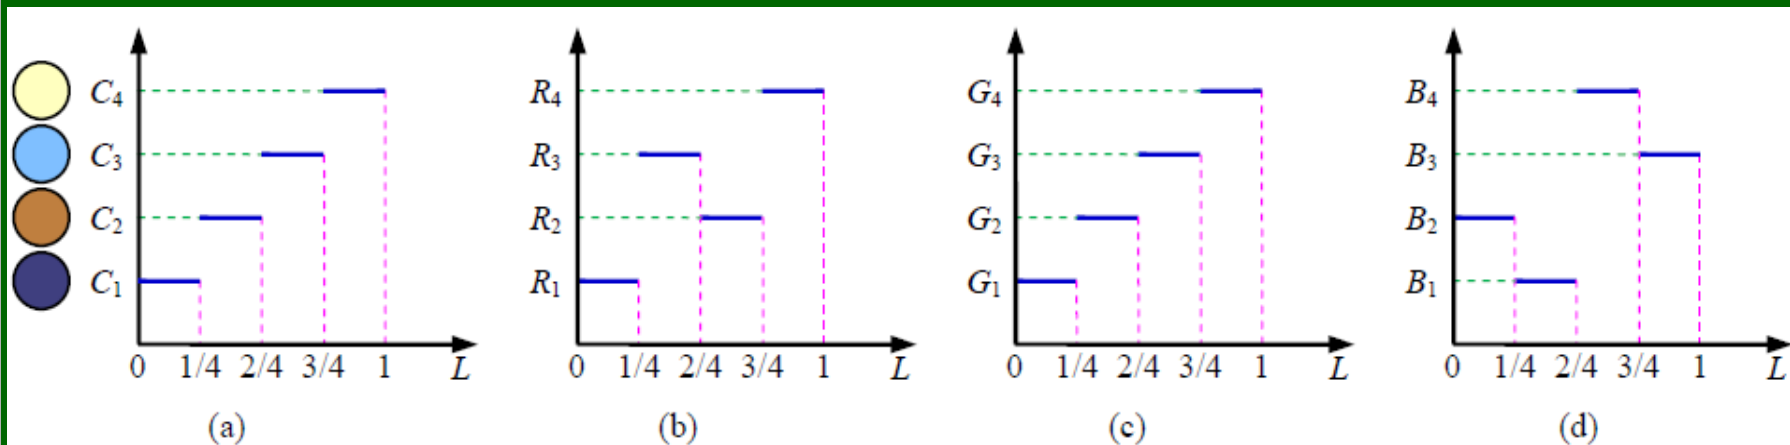 C4 R4 G4 B4
C3 R3 G3 B3
C2 R2 G2 B2
C1 R1 G1 B1
0 1/4 2/4 3/4 1 L 0 1/4 2/4 3/4 1 L 0 1/4 2/4 3/4 1 L 0 1/4 2/4 3/4 1 L
(a) (b) (c) (d)